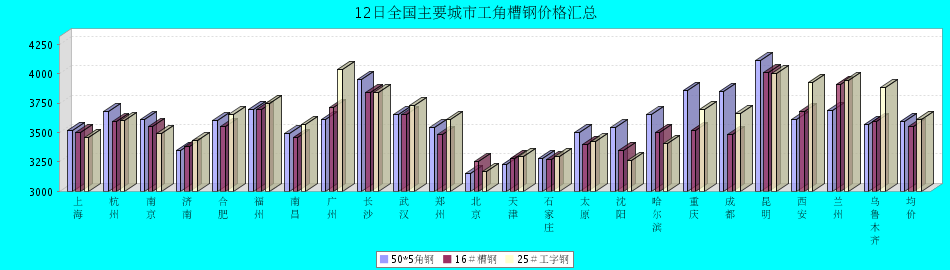 12日全国主要城市工角槽钢价格汇总
4250
4000
3750
3500
3250
3000
上海
杭州
南京
济南
合肥
福州
南昌
广州
长沙
武汉
郑州
北京
天津
石家庄
太原
沈阳
哈尔滨
重庆
成都
昆明
西安
兰州
乌鲁木齐
均价
50*5角钢 16#槽钢 25#工字钢